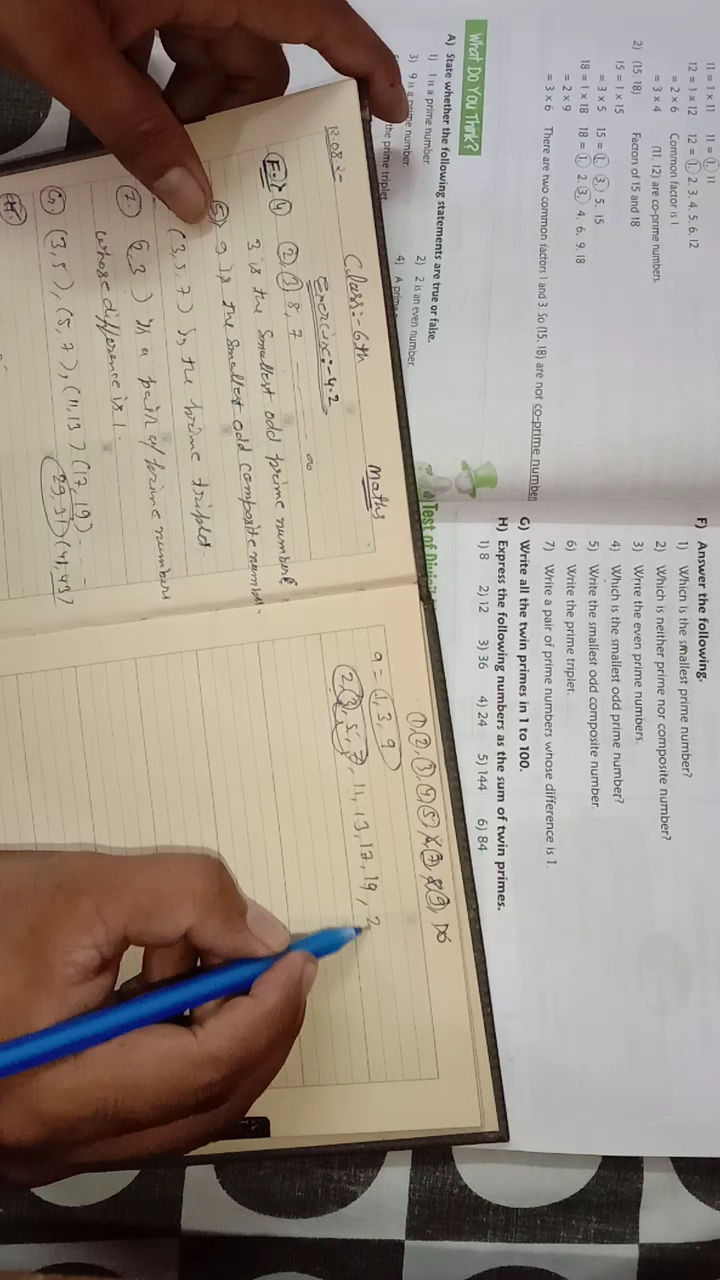 11 = 1 x 11 11 = 1, 11
12 = 1 x 12 12 = 1, 2, 3, 4, 5, 6, 12
= 2 x 6 Common factor is 1.
= 3 x 4 (11, 12) are co-prime numbers.
2) (15, 18) Factors of 15 and 18
15 = 1 x 15
= 3 x 5 15 = 1, 3, 5, 15
18 = 1 x 18 18 = 1, 2, 3, 4, 6, 9, 18
= 2 x 9
= 3 x 6 There are two common factors 1 and 3. So (15, 18) are not co-prime number
What Do You Think?
A) State whether the following statements are true or false.
1) 1 is a prime number. 2) 2 is an even number.
3) 9 is a prime number. 4) A prime
the prime triplet
Test of
F) Answer the following.
1) Which is the smallest prime number?
2) Which is neither prime nor composite number?
3) Write the even prime numbers.
4) Which is the smallest odd prime number?
5) Write the smallest odd composite number.
6) Write the prime triplet.
7) Write a pair of prime numbers whose difference is 1.
G) Write all the twin primes in 1 to 100.
H) Express the following numbers as the sum of twin primes.
1) 8 2) 12 3) 36 4) 24 5) 144 6) 84
Class:- 6th Maths
Exercise:- 4.2
F) 4
3 is the smallest odd prime number
5) 9 is the smallest odd composite number.
(3, 5, 7) is the prime triplet.
7. (2, 3) is a pair of prime numbers
whose difference is 1.
G. (3, 5), (5, 7), (11, 13) (17, 19)
(29, 31) (41, 43)
H.
1, 2, 3, 4, 5, 6, 7, 8, 9, 10
9 = 1, 3, 9
2, 3, 5, 7, 11, 13, 17, 19, 2